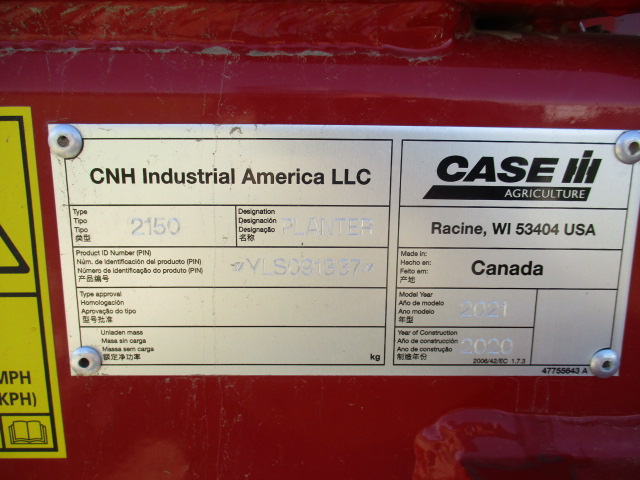 CNH Industrial America LLC
CASE IH
AGRICULTURE
Racine, WI 53404 USA
Type
Tipo
Tipo
类型
2150
Designation
Designación
Designação
名称
PLANTER
Product ID Number (PIN)
Núm. de identificación del producto (PIN)
Número de identificação do produto (PIN)
产品编号
Made in:
Hecho en:
Feito em:
产地
Canada
Type approval
Homologación
Aprovação do tipo
型号批准
Model Year
Año de modelo
Ano modelo
年型
2021
Unladen mass
Masa sin carga
Massa sem carga
额定净功率
kg
Year of Construction
Año de construcción
Ano de construção
制造年份
2020
2006/42/EC 1.7.3
47755643 A
MPH
KPH)